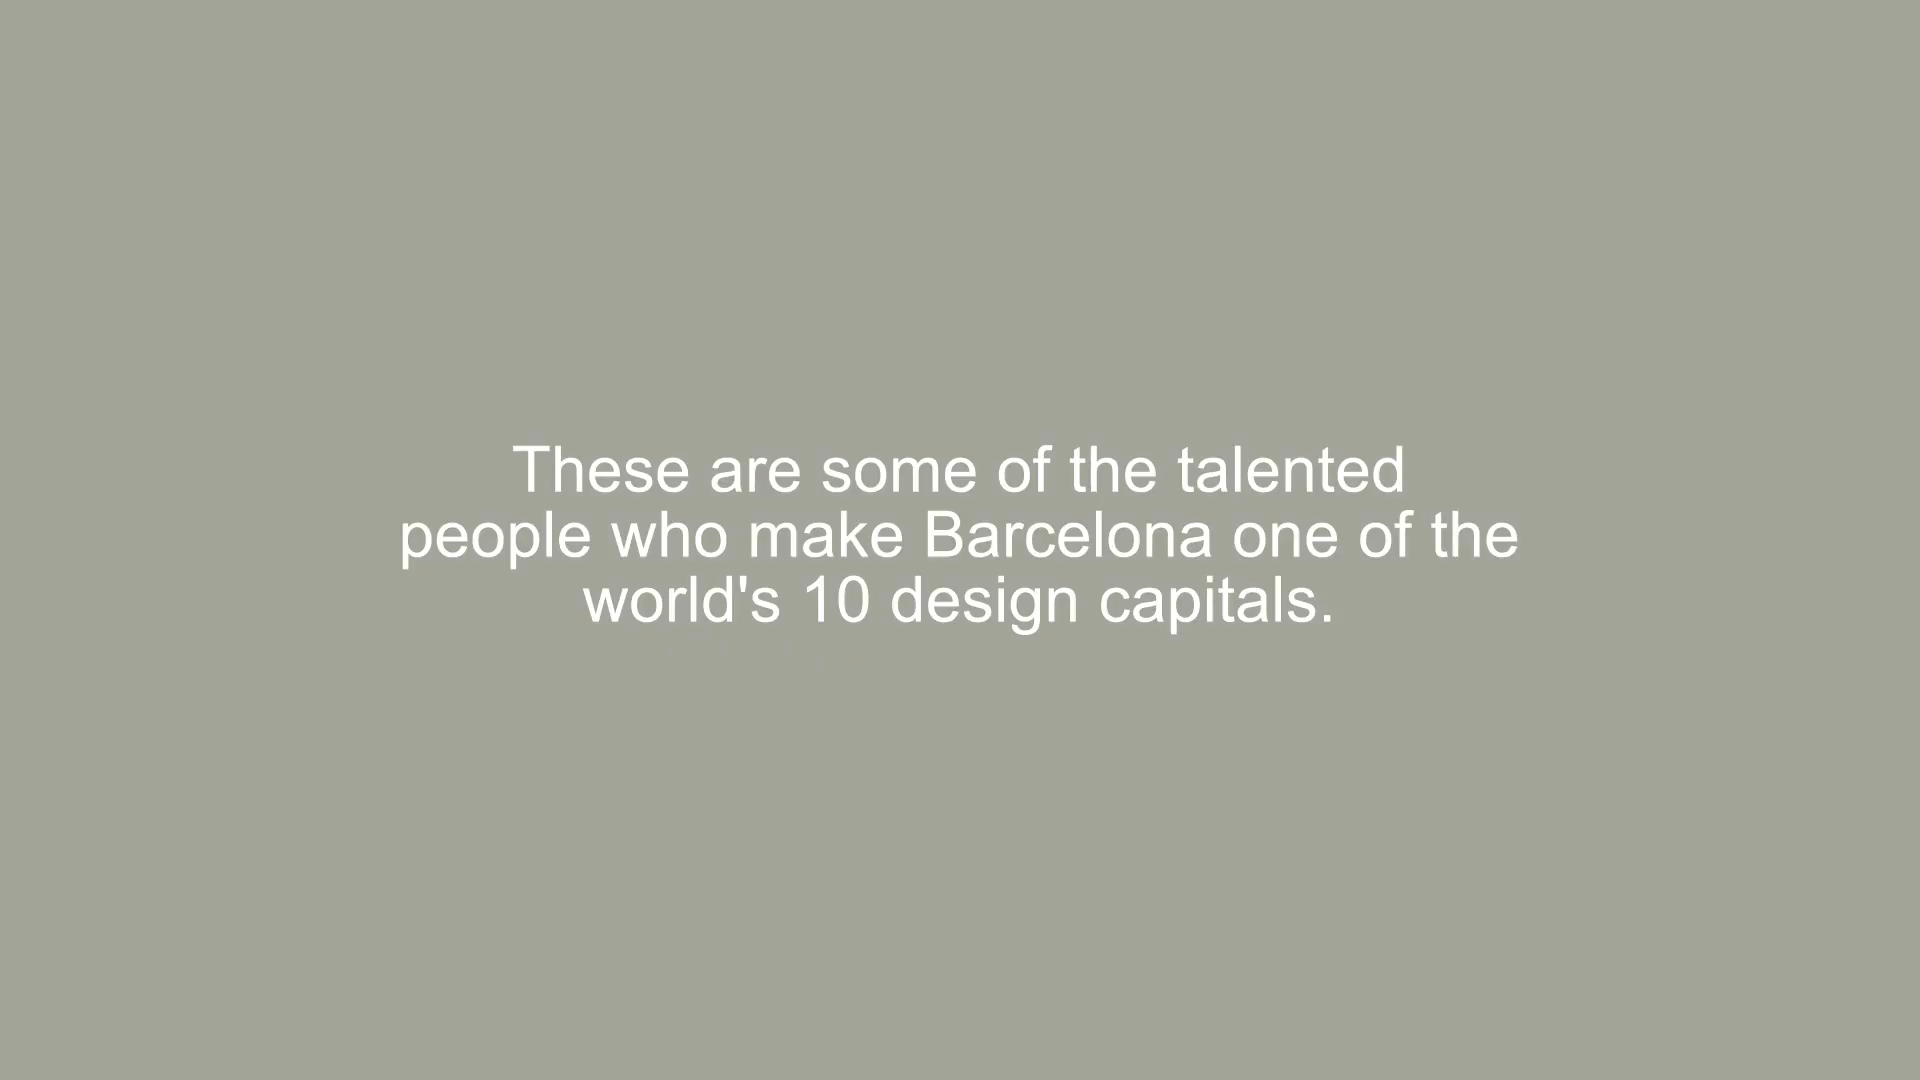 These are some of the talented
people who make Barcelona one of the
world's 10 design capitals.